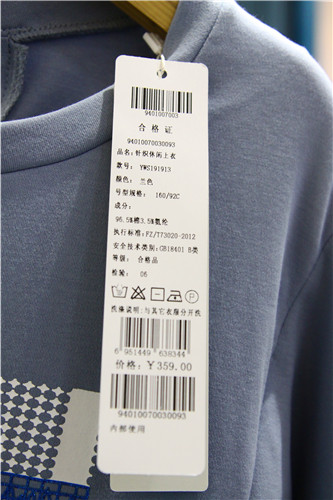 9401007003
合格证
94010070030093
品名:针织休闲上衣
款号: YWS191913
颜色: 兰色
号型规格: 160/92C
成分:
96.5%棉3.5%氨纶
执行标准:FZ/T73020-2012
安全技术类别:GB18401 B类
等级: 合格品
检验: 06
P
洗涤说明:与其它衣服分开洗
6 951449 638344
价格:¥359.00
94010070030093
内部使用